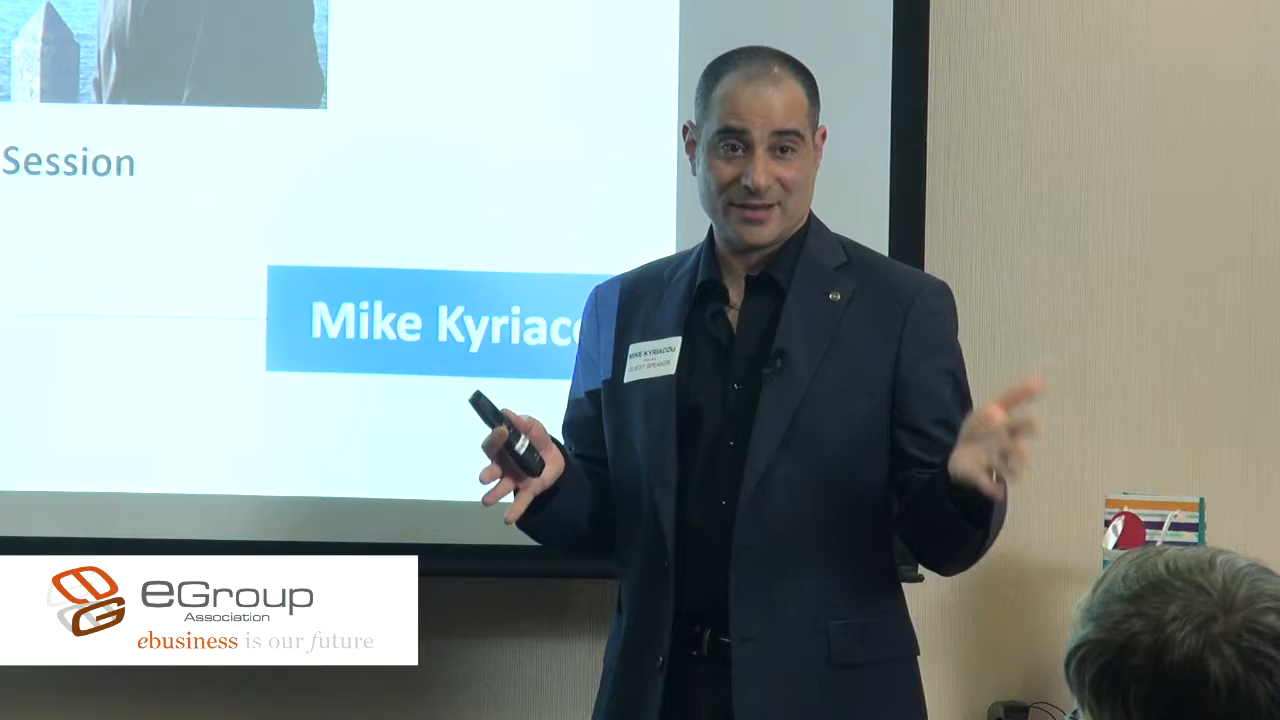 Session
Mike Kyriaco
MIKE KYRIACOU
GUEST SPEAKER
eGroup
Association
ebusiness is our future